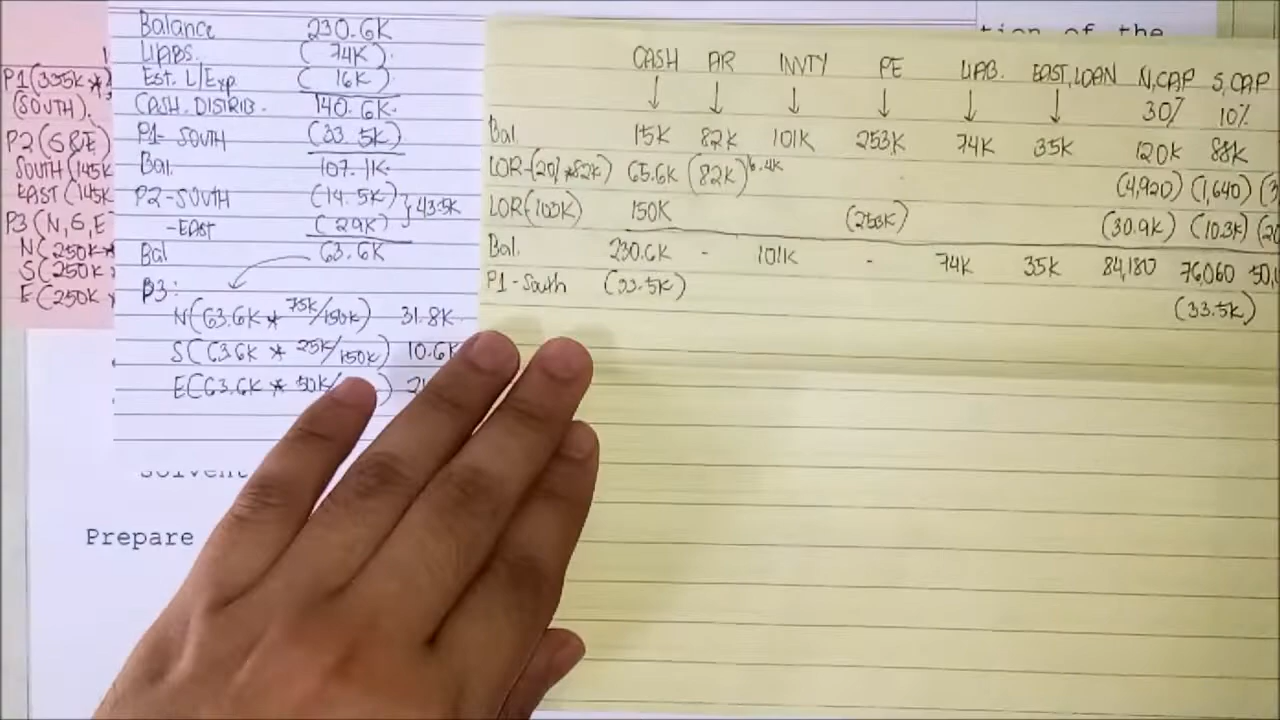 tion of the
P1(335K*
(SOUTH).
P2(S&E)
SOUTH(145K
EAST(145K
P3(N,S,E
N(250K*
S(250K
E(250K
Balance 230.6K
LIABS. (74K)
Est. L/Exp. (16K)
CASH. DISTRIB. 140.6K
P1- SOUTH (33.5K)
Bal. 107.1K
P2-SOUTH (14.5K) } 43.5K
-EAST (29K)
Bal 63.6K
P3:
N(63.6K * 75K/150K) 31.8K
S(63.6K * 25K/150K) 10.6K
E(63.6K * 50K/
CASH AR INVTY PE LIAB. EAST, LOAN N,CAP S,CAP
↓ ↓ ↓ ↓ ↓ ↓ 30% 10%
Bal. 15K 82K 101K 253K 74K 35K 120K 88K
LOR-(20%*82K) 65.6K (82K) 16.4K (4,920) (1,640)
LOR-(103K) 150K (253K) (30.9K) (10.3K)
Bal. 230.6K - 101K - 74K 35K 84,180 76,060
P1-South (33.5K) (33.5K)
Prepare